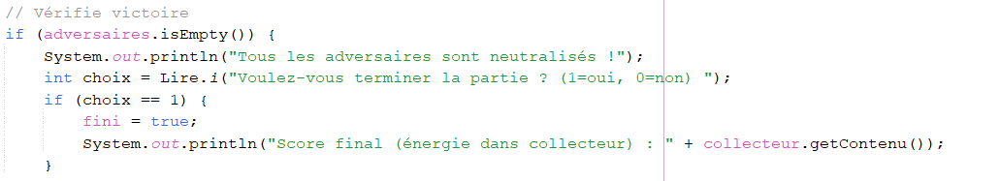 // Vérifie victoire
if (adversaires.isEmpty()) {
    System.out.println("Tous les adversaires sont neutralisés !");
    int choix = Lire.i("Voulez-vous terminer la partie ? (1=oui, 0=non) ");
    if (choix == 1) {
        fini = true;
        System.out.println("Score final (énergie dans collecteur) : " + collecteur.getContenu());
    }